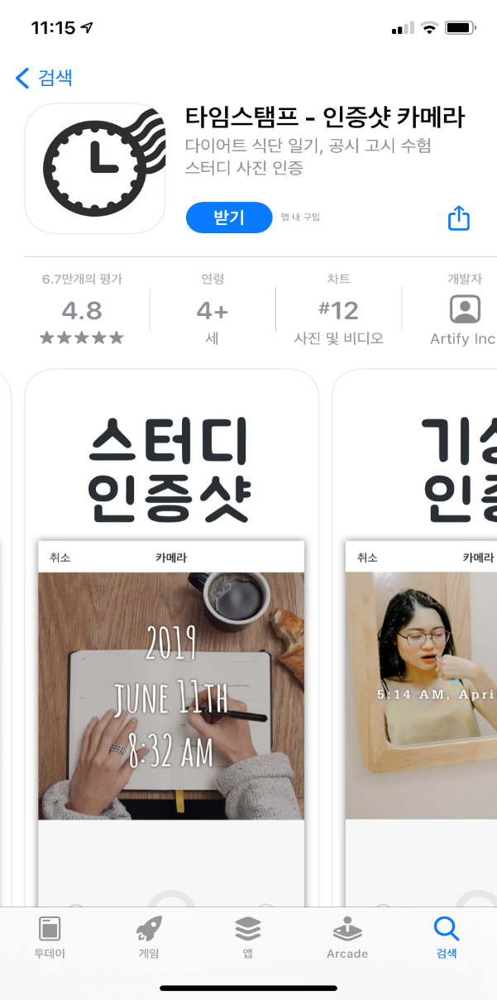 11:15
검색
타임스탬프 - 인증샷 카메라
다이어트 식단 일기, 공시 고시 수험
스터디 사진 인증
받기
앱 내 구입
6.7만개의 평가
연령
차트
개발자
4.8
4+
#12
세
사진 및 비디오
Artify Inc
스터디
인증샷
취소
카메라
2019
JUNE 11TH
8:32 AM
취소
카메라
5:14 AM, Apri
투데이
게임
앱
Arcade
검색